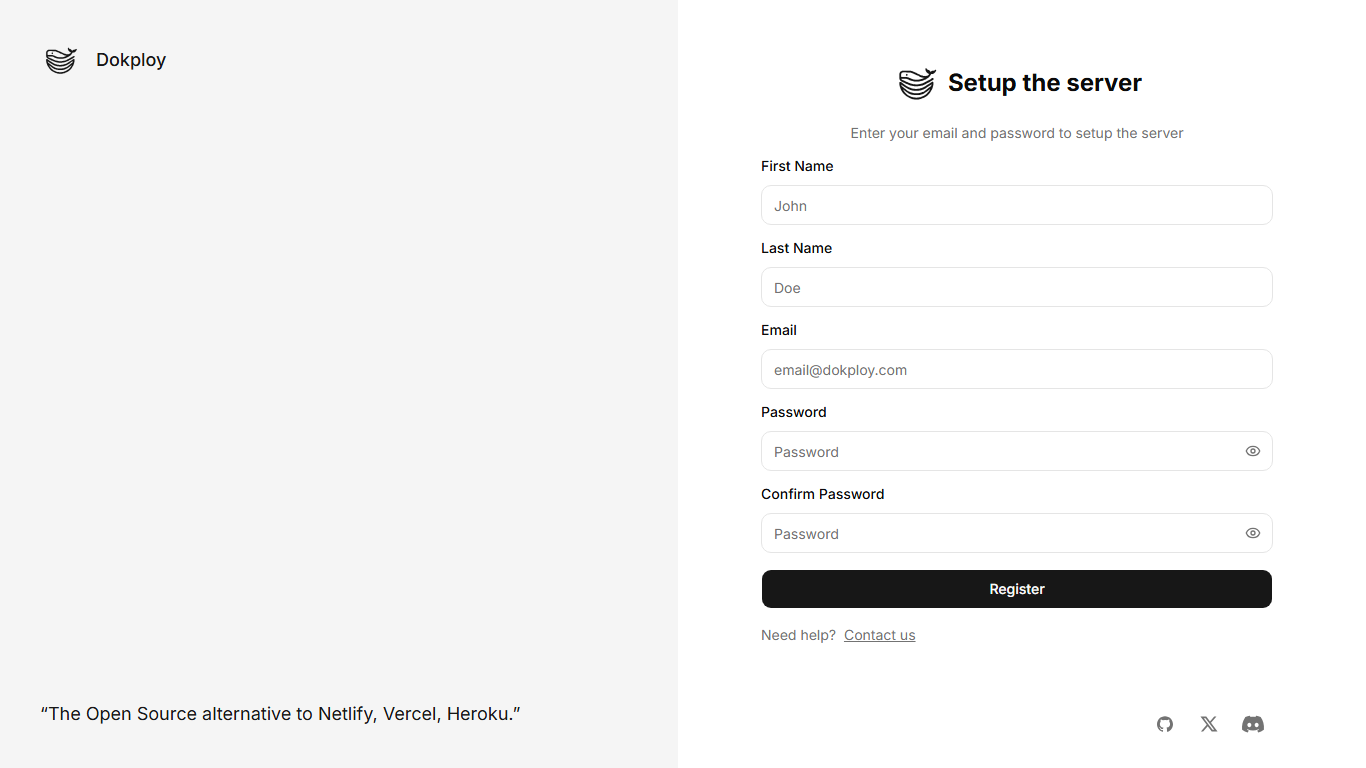 Dokploy
Setup the server
Enter your email and password to setup the server
First Name
John
Last Name
Doe
Email
email@dokploy.com
Password
Password
Confirm Password
Password
Register
Need help? Contact us
“The Open Source alternative to Netlify, Vercel, Heroku.”